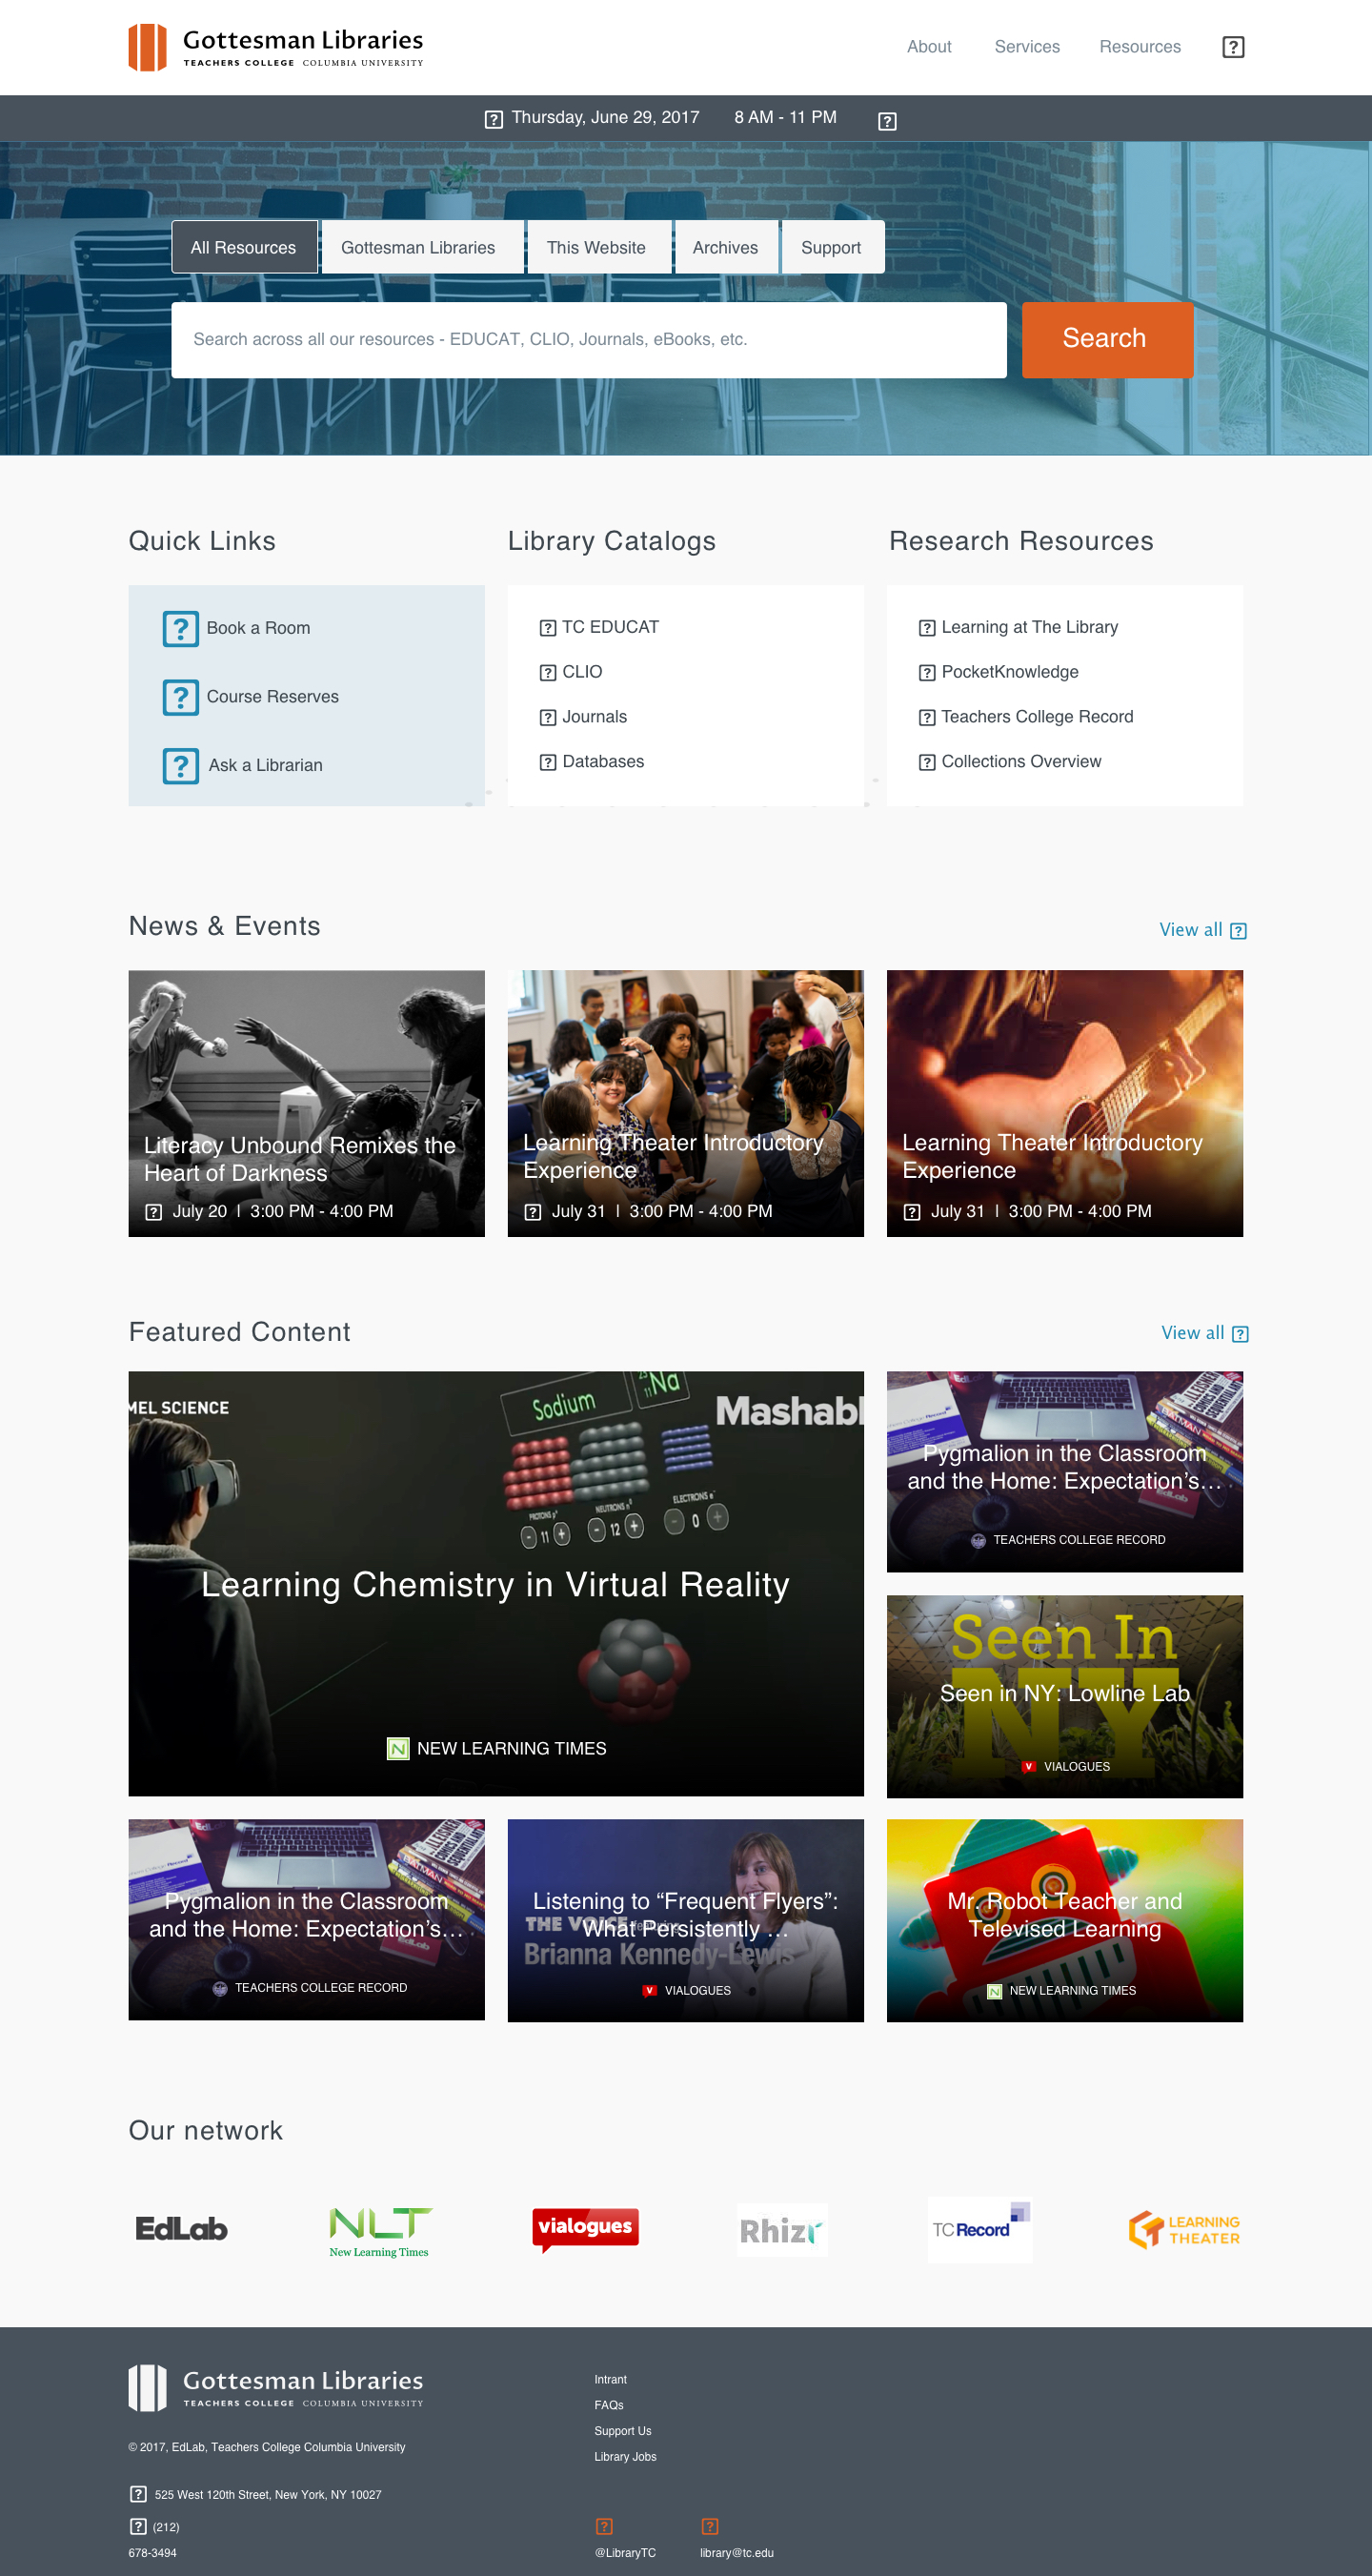 Gottesman Libraries
TEACHERS COLLEGE COLUMBIA UNIVERSITY
About Services Resources
Thursday, June 29, 2017 8 AM - 11 PM
All Resources Gottesman Libraries This Website Archives Support
Search across all our resources - EDUCAT, CLIO, Journals, eBooks, etc.
Search
Quick Links
Book a Room
Course Reserves
Ask a Librarian
Library Catalogs
TC EDUCAT
CLIO
Journals
Databases
Research Resources
Learning at The Library
PocketKnowledge
Teachers College Record
Collections Overview
News & Events
View all
Literacy Unbound Remixes the
Heart of Darkness
July 20 | 3:00 PM - 4:00 PM
Learning Theater Introductory
Experience
July 31 | 3:00 PM - 4:00 PM
Learning Theater Introductory
Experience
July 31 | 3:00 PM - 4:00 PM
Featured Content
View all
MEL SCIENCE
Mashabl
Sodium
Na
PROTONS
NEUTRONS
ELECTRONS
- 11 +
- 12 +
- 0 +
Learning Chemistry in Virtual Reality
NEW LEARNING TIMES
Pygmalion in the Classroom
and the Home: Expectation’s…
TEACHERS COLLEGE RECORD
Seen In
NY
Seen in NY: Lowline Lab
VIALOGUES
BATMAN
EdLab
Pygmalion in the Classroom
and the Home: Expectation’s…
TEACHERS COLLEGE RECORD
Listening to “Frequent Flyers”:
What Persistently …
THE VOICE featuring
Brianna Kennedy-Lewis
VIALOGUES
Mr. Robot Teacher and
Televised Learning
NEW LEARNING TIMES
Our network
EdLab
NLT
New Learning Times
vialogues
Rhizr
TC Record
LEARNING
THEATER
Gottesman Libraries
TEACHERS COLLEGE COLUMBIA UNIVERSITY
© 2017, EdLab, Teachers College Columbia University
525 West 120th Street, New York, NY 10027
(212)
678-3494
Intrant
FAQs
Support Us
Library Jobs
@LibraryTC
library@tc.edu